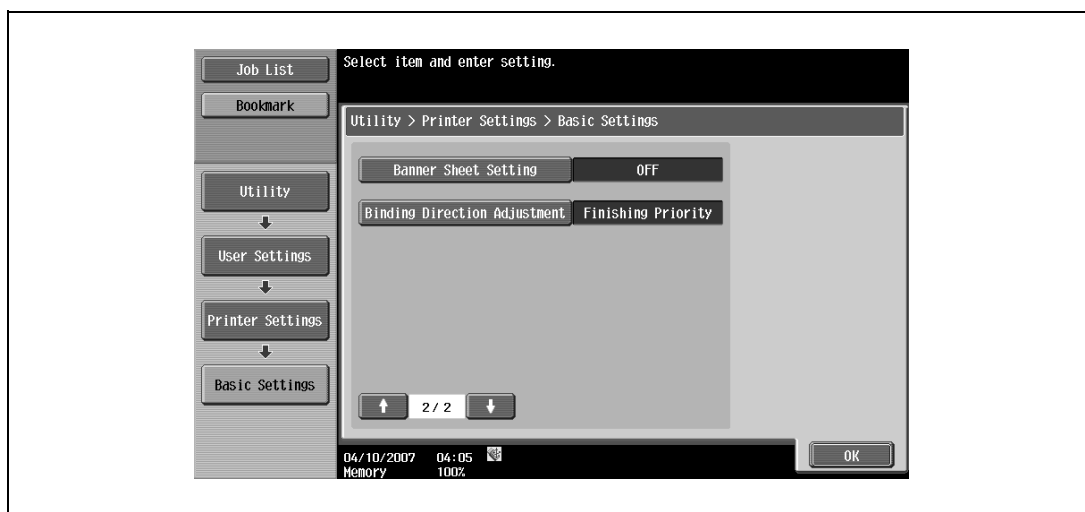 Job List
Bookmark
Select item and enter setting.
Utility > Printer Settings > Basic Settings
Banner Sheet Setting OFF
Binding Direction Adjustment Finishing Priority
Utility
User Settings
Printer Settings
Basic Settings
2/2
04/10/2007 04:05
Memory 100%
OK